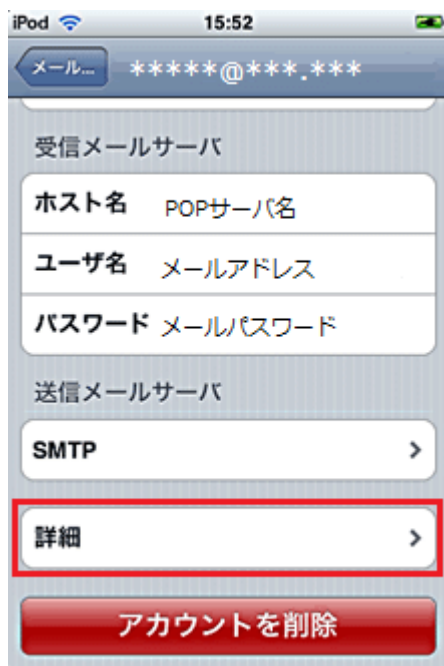 iPod 15:52
メール... *****@***.***
受信メールサーバ
ホスト名 POPサーバ名
ユーザ名 メールアドレス
パスワード メールパスワード
送信メールサーバ
SMTP
詳細
アカウントを削除